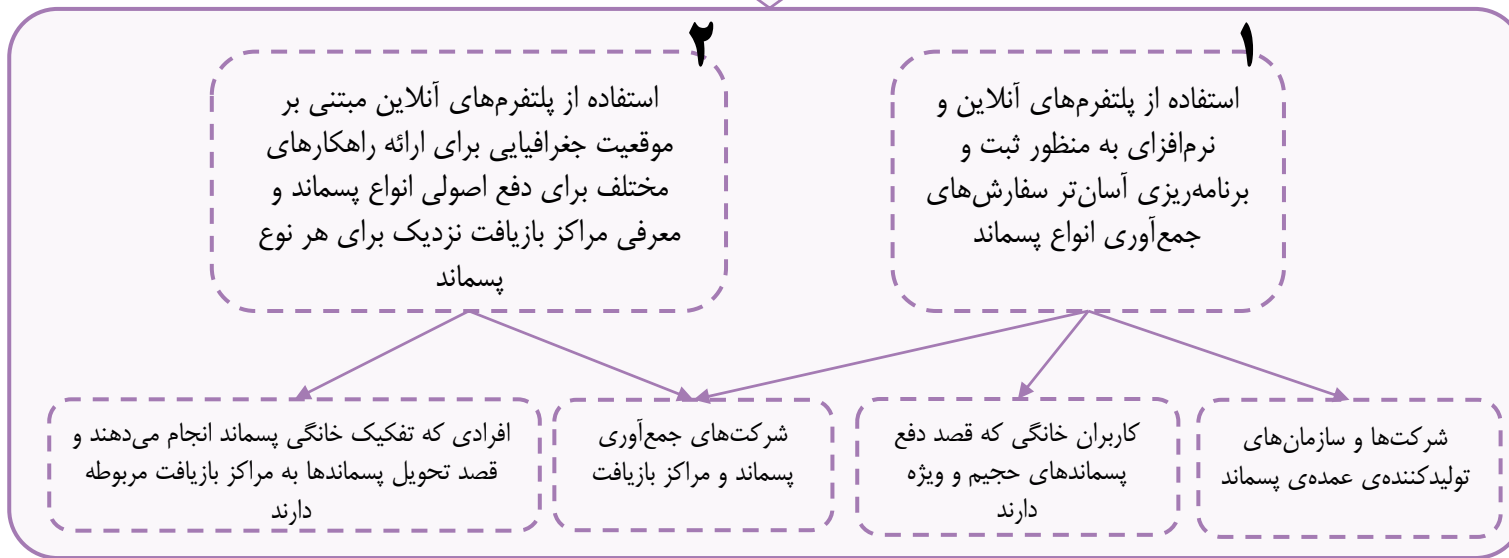 ۱
استفاده از پلتفرم‌های آنلاین و
نرم‌افزای به منظور ثبت و
برنامه‌ریزی آسان‌تر سفارش‌های
جمع‌آوری انواع پسماند
۲
استفاده از پلتفرم‌های آنلاین مبتنی بر
موقعیت جغرافیایی برای ارائه راهکارهای
مختلف برای دفع اصولی انواع پسماند و
معرفی مراکز بازیافت نزدیک برای هر نوع
پسماند
شرکت‌ها و سازمان‌های
تولیدکننده‌ی عمده‌ی پسماند
کاربران خانگی که قصد دفع
پسماندهای حجیم و ویژه
دارند
شرکت‌های جمع‌آوری
پسماند و مراکز بازیافت
افرادی که تفکیک خانگی پسماند انجام می‌دهند و
قصد تحویل پسماندها به مراکز بازیافت مربوطه
دارند